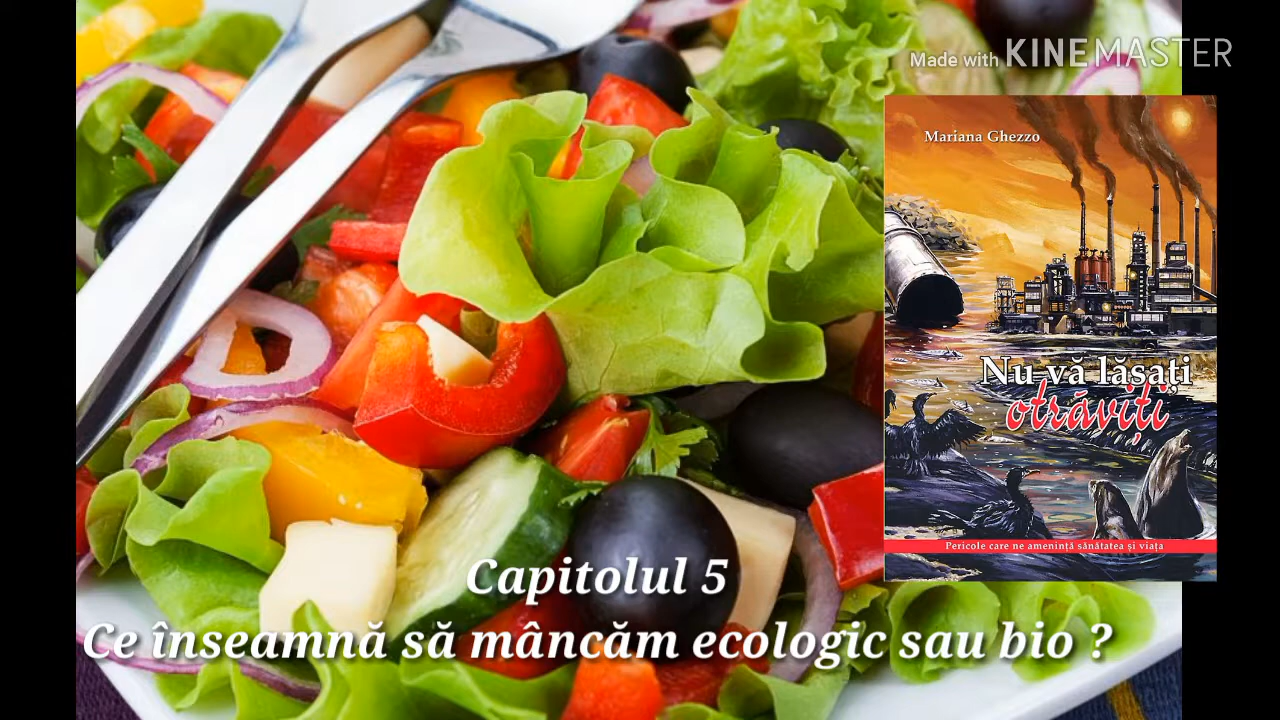 Made with KINEMASTER
Mariana Ghezzo
Nu vă lăsați
otrăviți
Pericole care ne amenință sănătatea și viața
Capitolul 5
Ce înseamnă să mâncăm ecologic sau bio ?